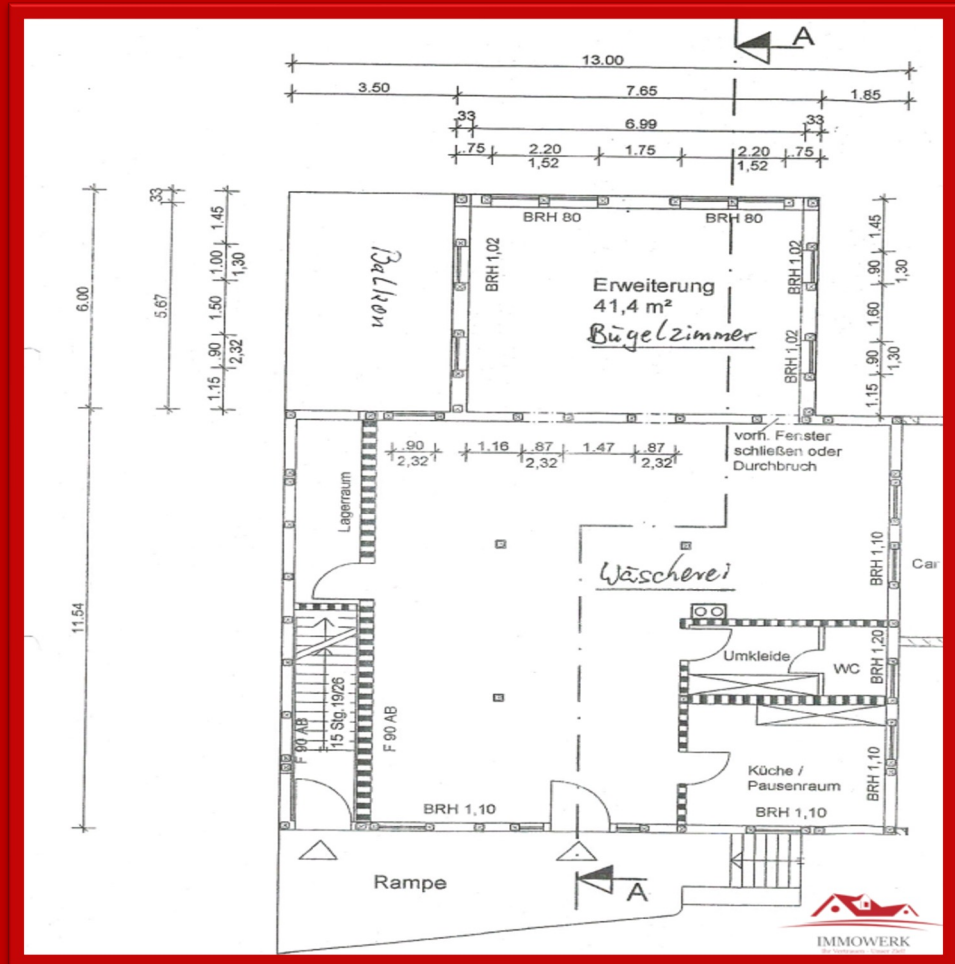 A
13.00
3.50
7.65
1.85
.33
6.99
.33
.75
2.20
1,52
1.75
2.20
1,52
.75
6.00
11.54
33
5.67
1.45
1.00
1,30
1.50
.90
2,32
1.15
Balkon
BRH 80
BRH 80
BRH 1,02
BRH 1,02
BRH 1,02
Erweiterung
41,4 m²
Bügelzimmer
1.45
.90
1,30
1.60
.90
1,30
1.15
vorh. Fenster
schließen oder
Durchbruch
.90
2,32
1.16
.87
2,32
1.47
.87
2,32
Lagerraum
Wäscherei
BRH 1,10
Car
Umkleide
WC
BRH 1,20
15 Stg.19/26
F 90 AB
F 90 AB
Küche /
Pausenraum
BRH 1,10
BRH 1,10
BRH 1,10
Rampe
A
IMMOWERK